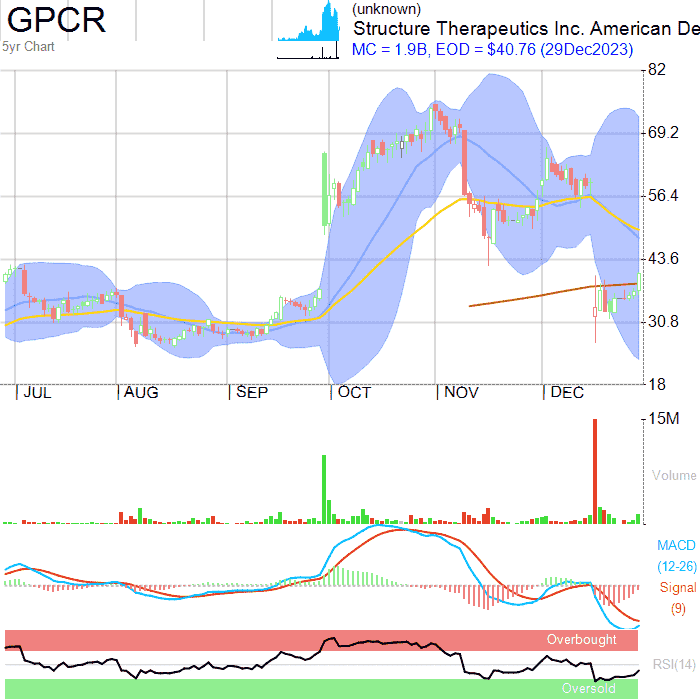 GPCR
5yr Chart
(unknown)
Structure Therapeutics Inc. American De
MC = 1.9B, EOD = $40.76 (29Dec2023)
82
69.2
56.4
43.6
30.8
18
JUL AUG SEP OCT NOV DEC
15M
Volume
MACD
(12-26)
Signal
(9)
Overbought
RSI(14)
Oversold